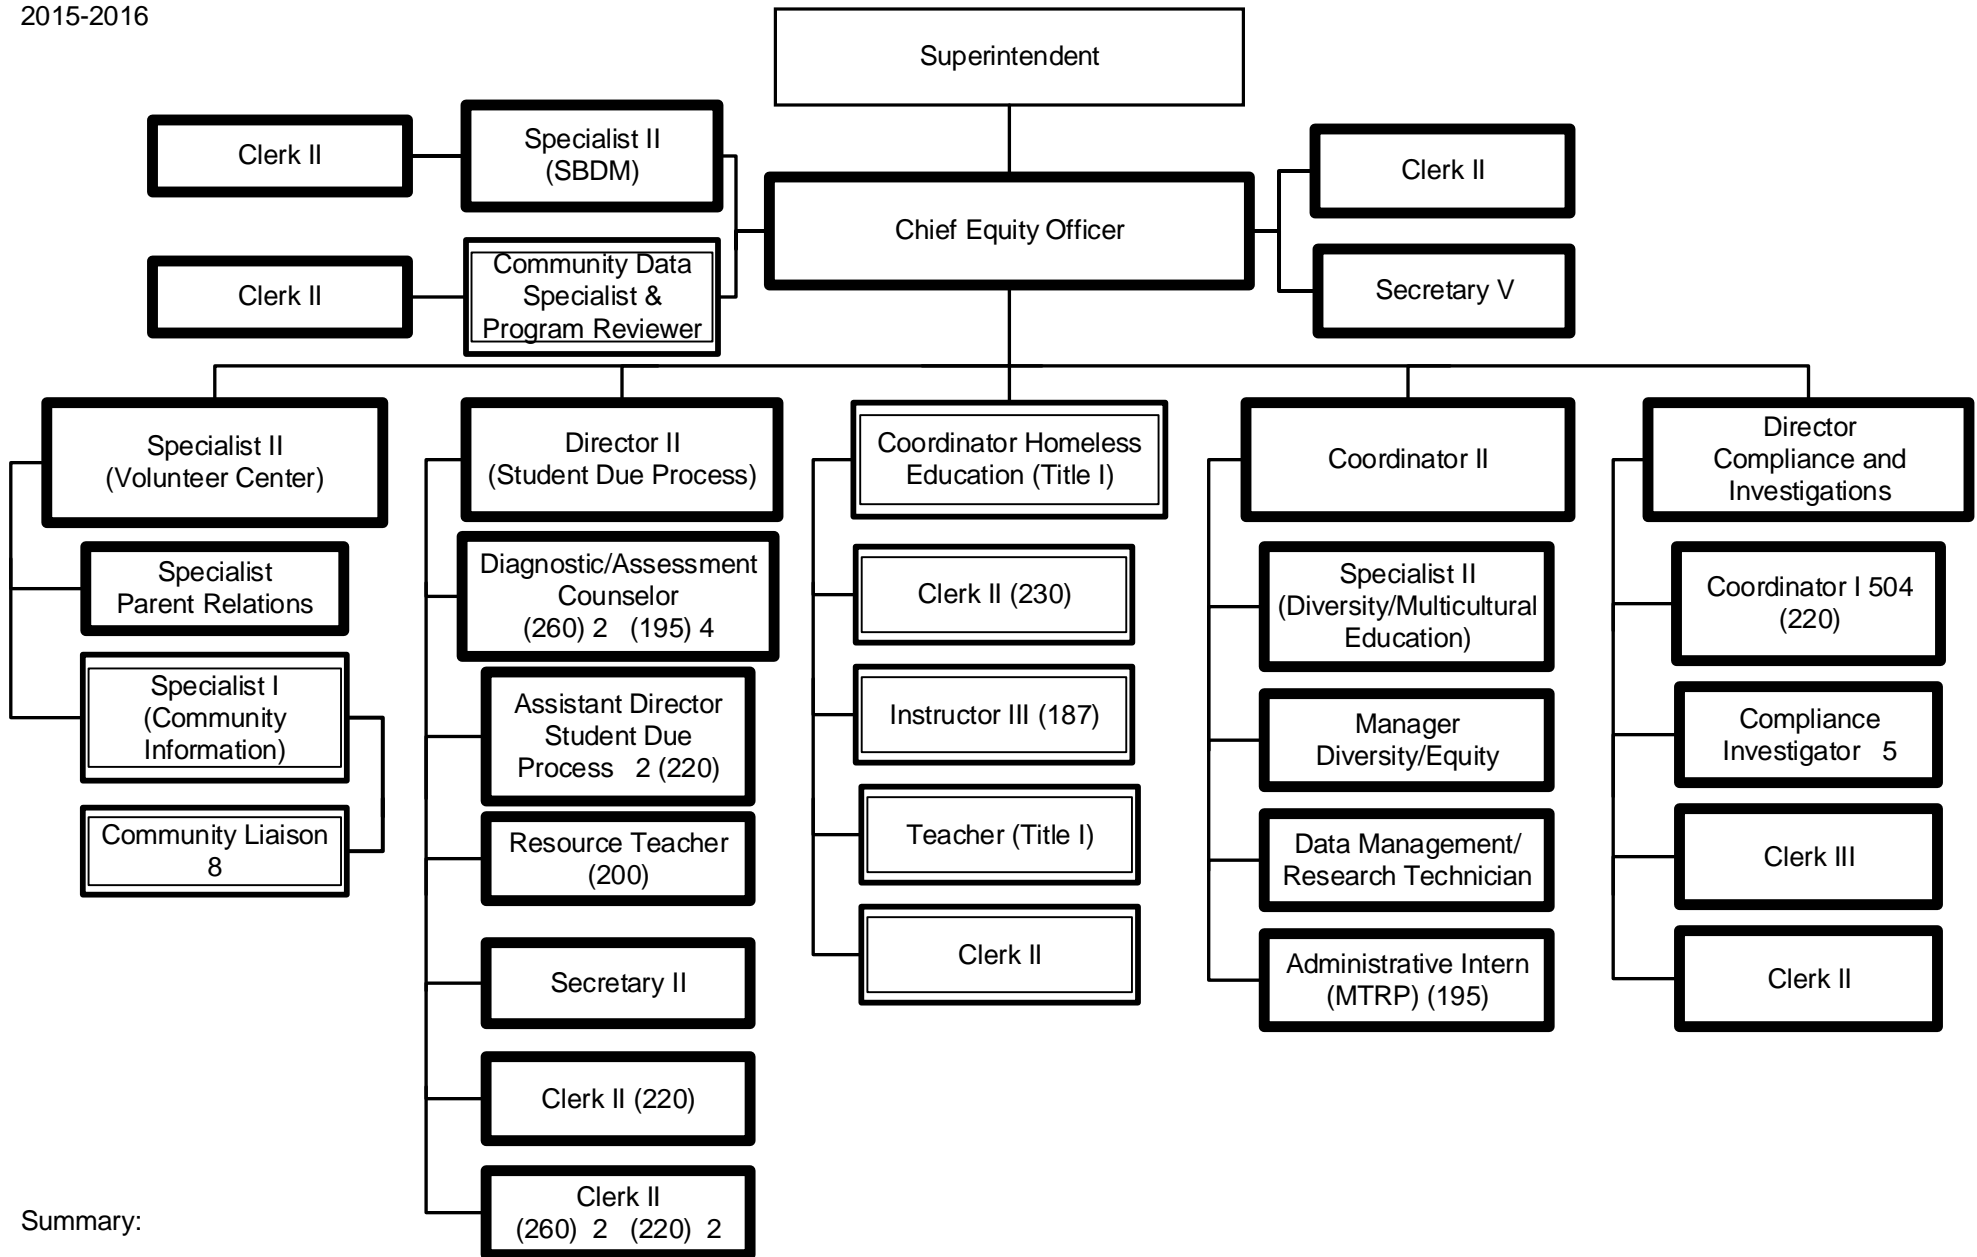 2015-2016
Superintendent
Clerk II
Specialist II
(SBDM)
Clerk II
Chief Equity Officer
Clerk II
Community Data
Specialist &
Program Reviewer
Secretary V
Specialist II
(Volunteer Center)
Specialist
Parent Relations
Specialist I
(Community
Information)
Community Liaison
8
Director II
(Student Due Process)
Diagnostic/Assessment
Counselor
(260) 2 (195) 4
Assistant Director
Student Due
Process 2 (220)
Resource Teacher
(200)
Secretary II
Clerk II (220)
Clerk II
(260) 2 (220) 2
Coordinator Homeless
Education (Title I)
Clerk II (230)
Instructor III (187)
Teacher (Title I)
Clerk II
Coordinator II
Specialist II
(Diversity/Multicultural
Education)
Manager
Diversity/Equity
Data Management/
Research Technician
Administrative Intern
(MTRP) (195)
Director
Compliance and
Investigations
Coordinator I 504
(220)
Compliance
Investigator 5
Clerk III
Clerk II
Summary: